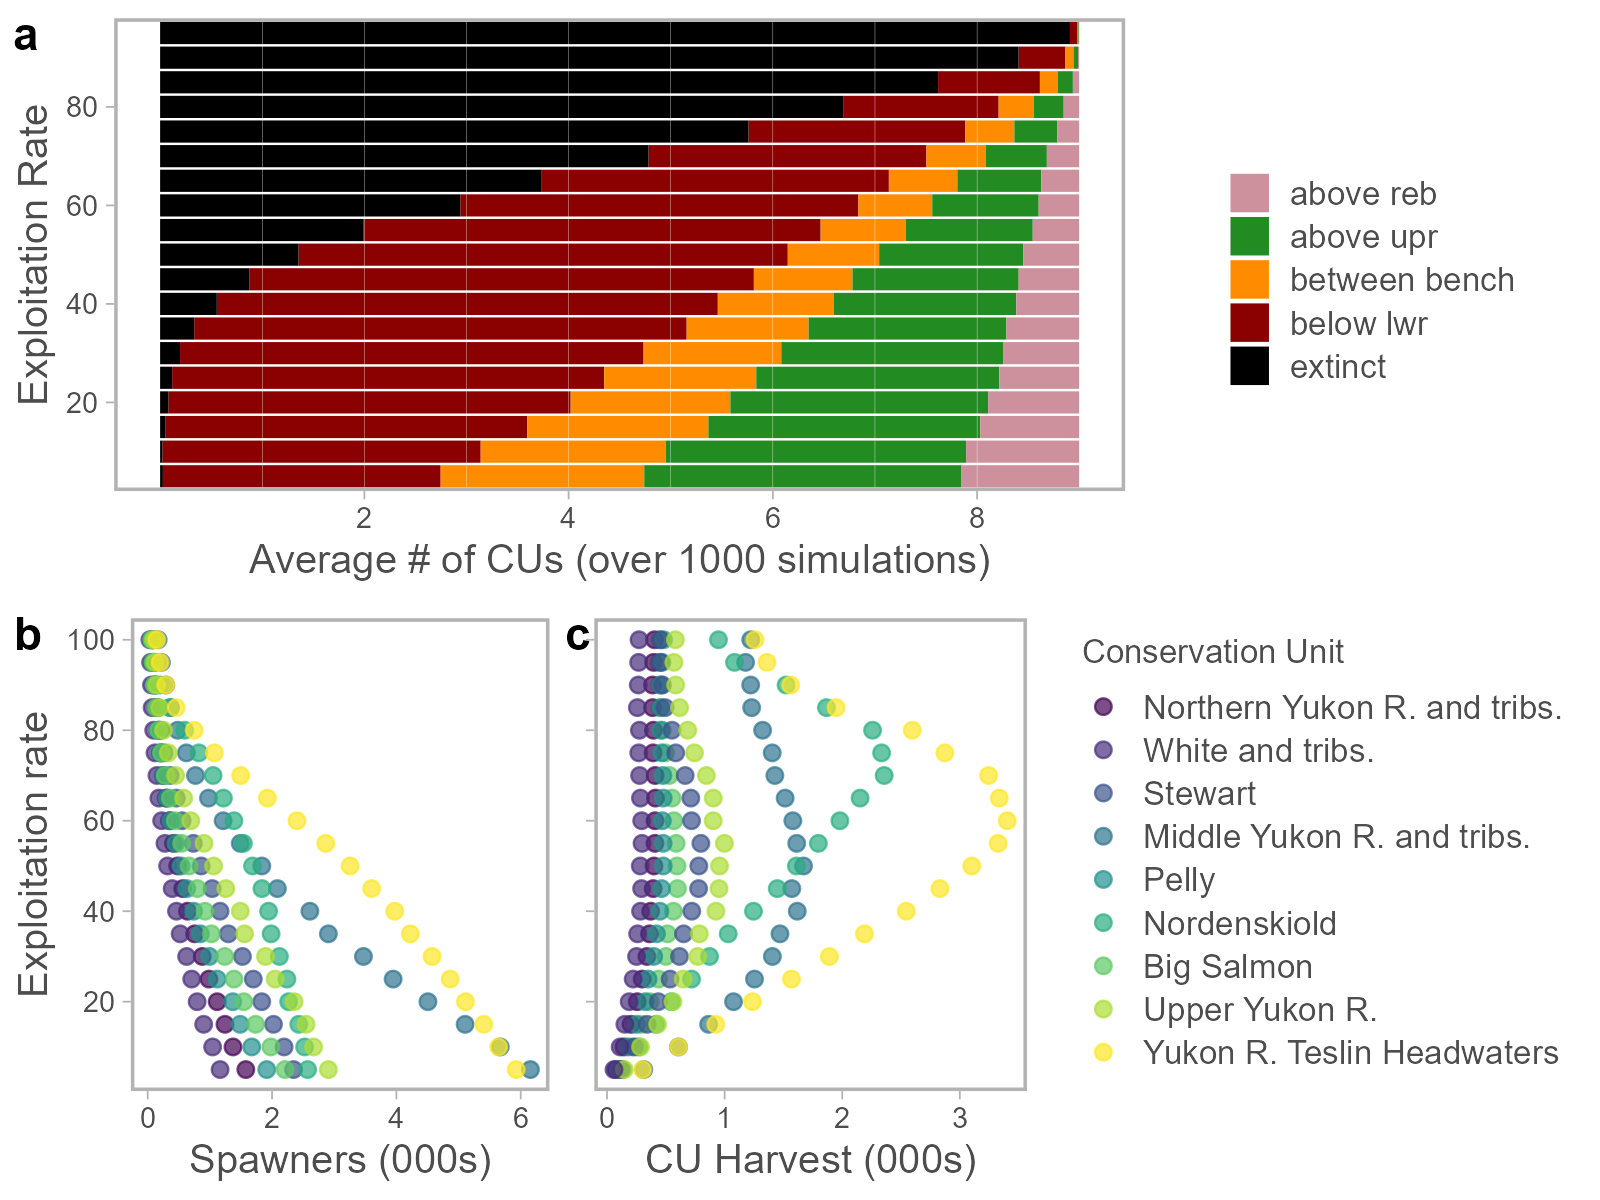 a
Exploitation Rate
80
60
40
20
2 4 6 8
Average # of CUs (over 1000 simulations)
above reb
above upr
between bench
below lwr
extinct
b
Exploitation rate
100
80
60
40
20
0 2 4 6
Spawners (000s)
c
0 1 2 3
CU Harvest (000s)
Conservation Unit
Northern Yukon R. and tribs.
White and tribs.
Stewart
Middle Yukon R. and tribs.
Pelly
Nordenskiold
Big Salmon
Upper Yukon R.
Yukon R. Teslin Headwaters